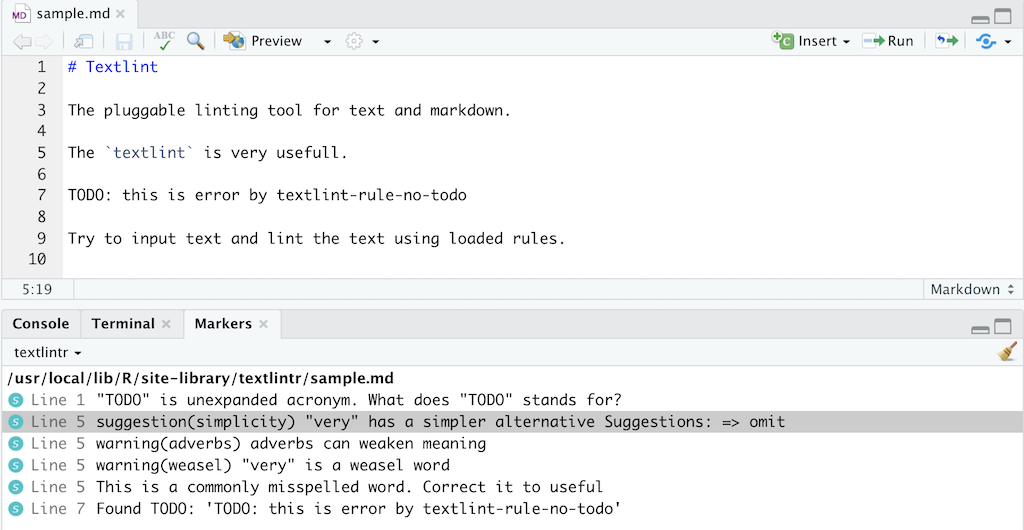 MD sample.md
ABC Preview Insert Run
1 # Textlint
2
3 The pluggable linting tool for text and markdown.
4
5 The `textlint` is very usefull.
6
7 TODO: this is error by textlint-rule-no-todo
8
9 Try to input text and lint the text using loaded rules.
10
5:19 Markdown
Console Terminal Markers
textlintr
/usr/local/lib/R/site-library/textlintr/sample.md
S Line 1 "TODO" is unexpanded acronym. What does "TODO" stands for?
S Line 5 suggestion(simplicity) "very" has a simpler alternative Suggestions: => omit
S Line 5 warning(adverbs) adverbs can weaken meaning
S Line 5 warning(weasel) "very" is a weasel word
S Line 5 This is a commonly misspelled word. Correct it to useful
S Line 7 Found TODO: 'TODO: this is error by textlint-rule-no-todo'